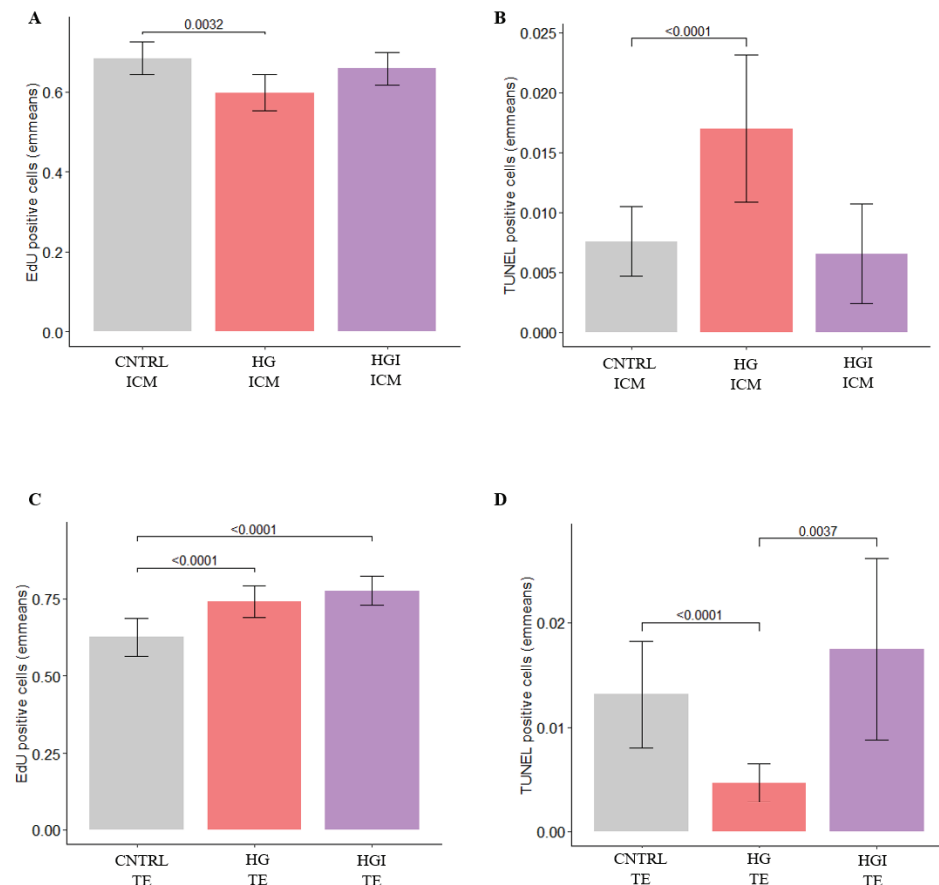 A
0.0032
EdU positive cells (emmeans)
0.6
0.4
0.2
0.0
CNTRL
ICM
HG
ICM
HGI
ICM
B
<0.0001
TUNEL positive cells (emmeans)
0.025
0.020
0.015
0.010
0.005
0.000
CNTRL
ICM
HG
ICM
HGI
ICM
C
<0.0001
<0.0001
EdU positive cells (emmeans)
0.75
0.50
0.25
0.00
CNTRL
TE
HG
TE
HGI
TE
D
0.0037
<0.0001
TUNEL positive cells (emmeans)
0.02
0.01
0.00
CNTRL
TE
HG
TE
HGI
TE